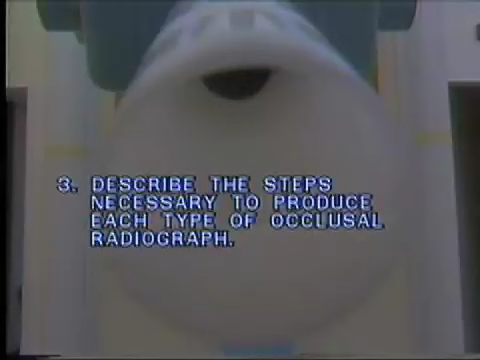 3. DESCRIBE THE STEPS
NECESSARY TO PRODUCE
EACH TYPE OF OCCLUSAL
RADIOGRAPH.